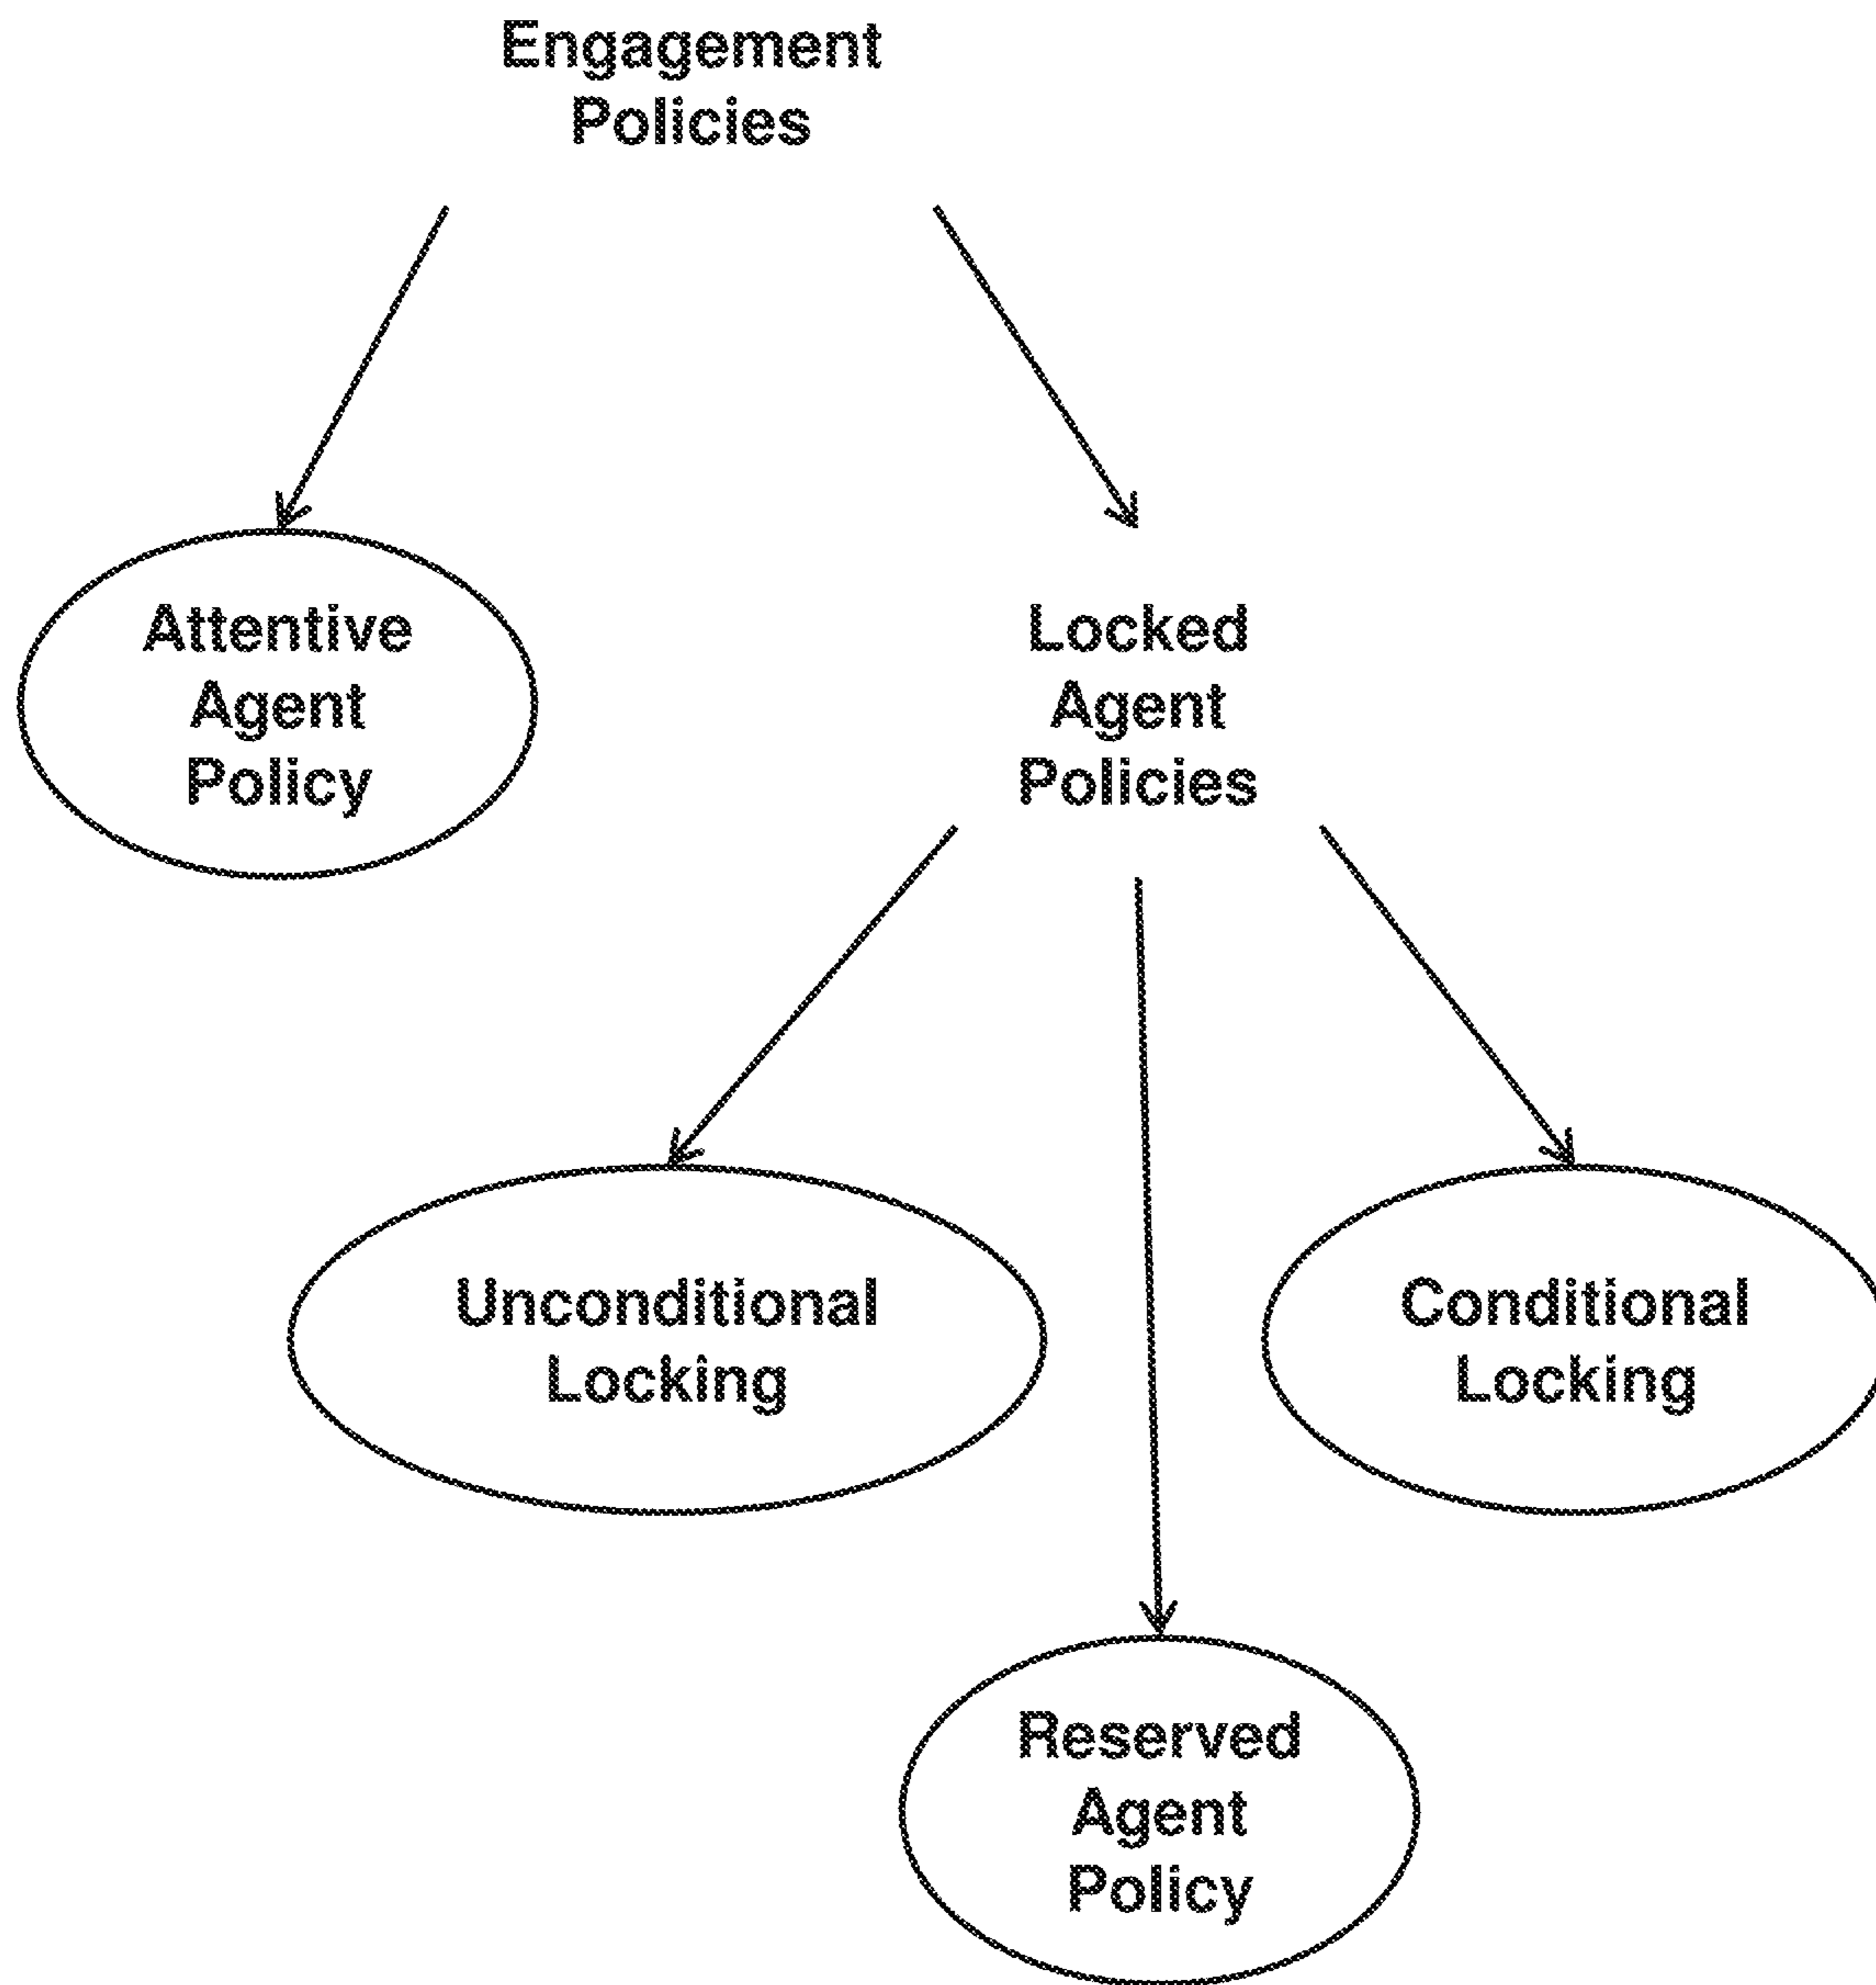 Engagement
Policies
Attentive
Agent
Policy
Locked
Agent
Policies
Unconditional
Locking
Conditional
Locking
Reserved
Agent
Policy